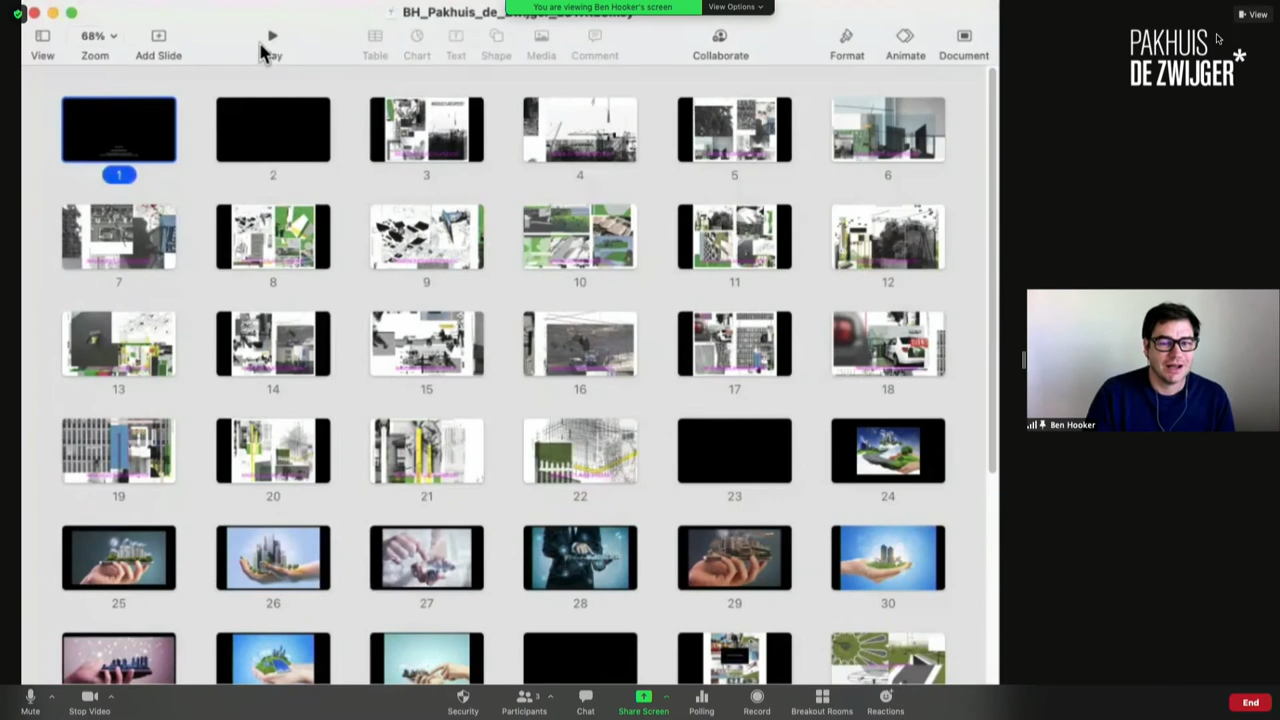 You are viewing Ben Hooker's screen
View Options
View
BH_Pakhuis_de_Zwijger
View
68%
Zoom
Add Slide
Table
Chart
Text
Shape
Media
Comment
Collaborate
Format
Animate
Document
PAKHUIS
DE ZWIJGER*
1
2
3
4
5
6
7
8
9
10
11
12
13
14
15
16
17
18
19
20
21
22
23
24
25
26
27
28
29
30
Ben Hooker
Mute
Stop Video
Security
Participants
3
Chat
Share Screen
Polling
Record
Breakout Rooms
Reactions
End